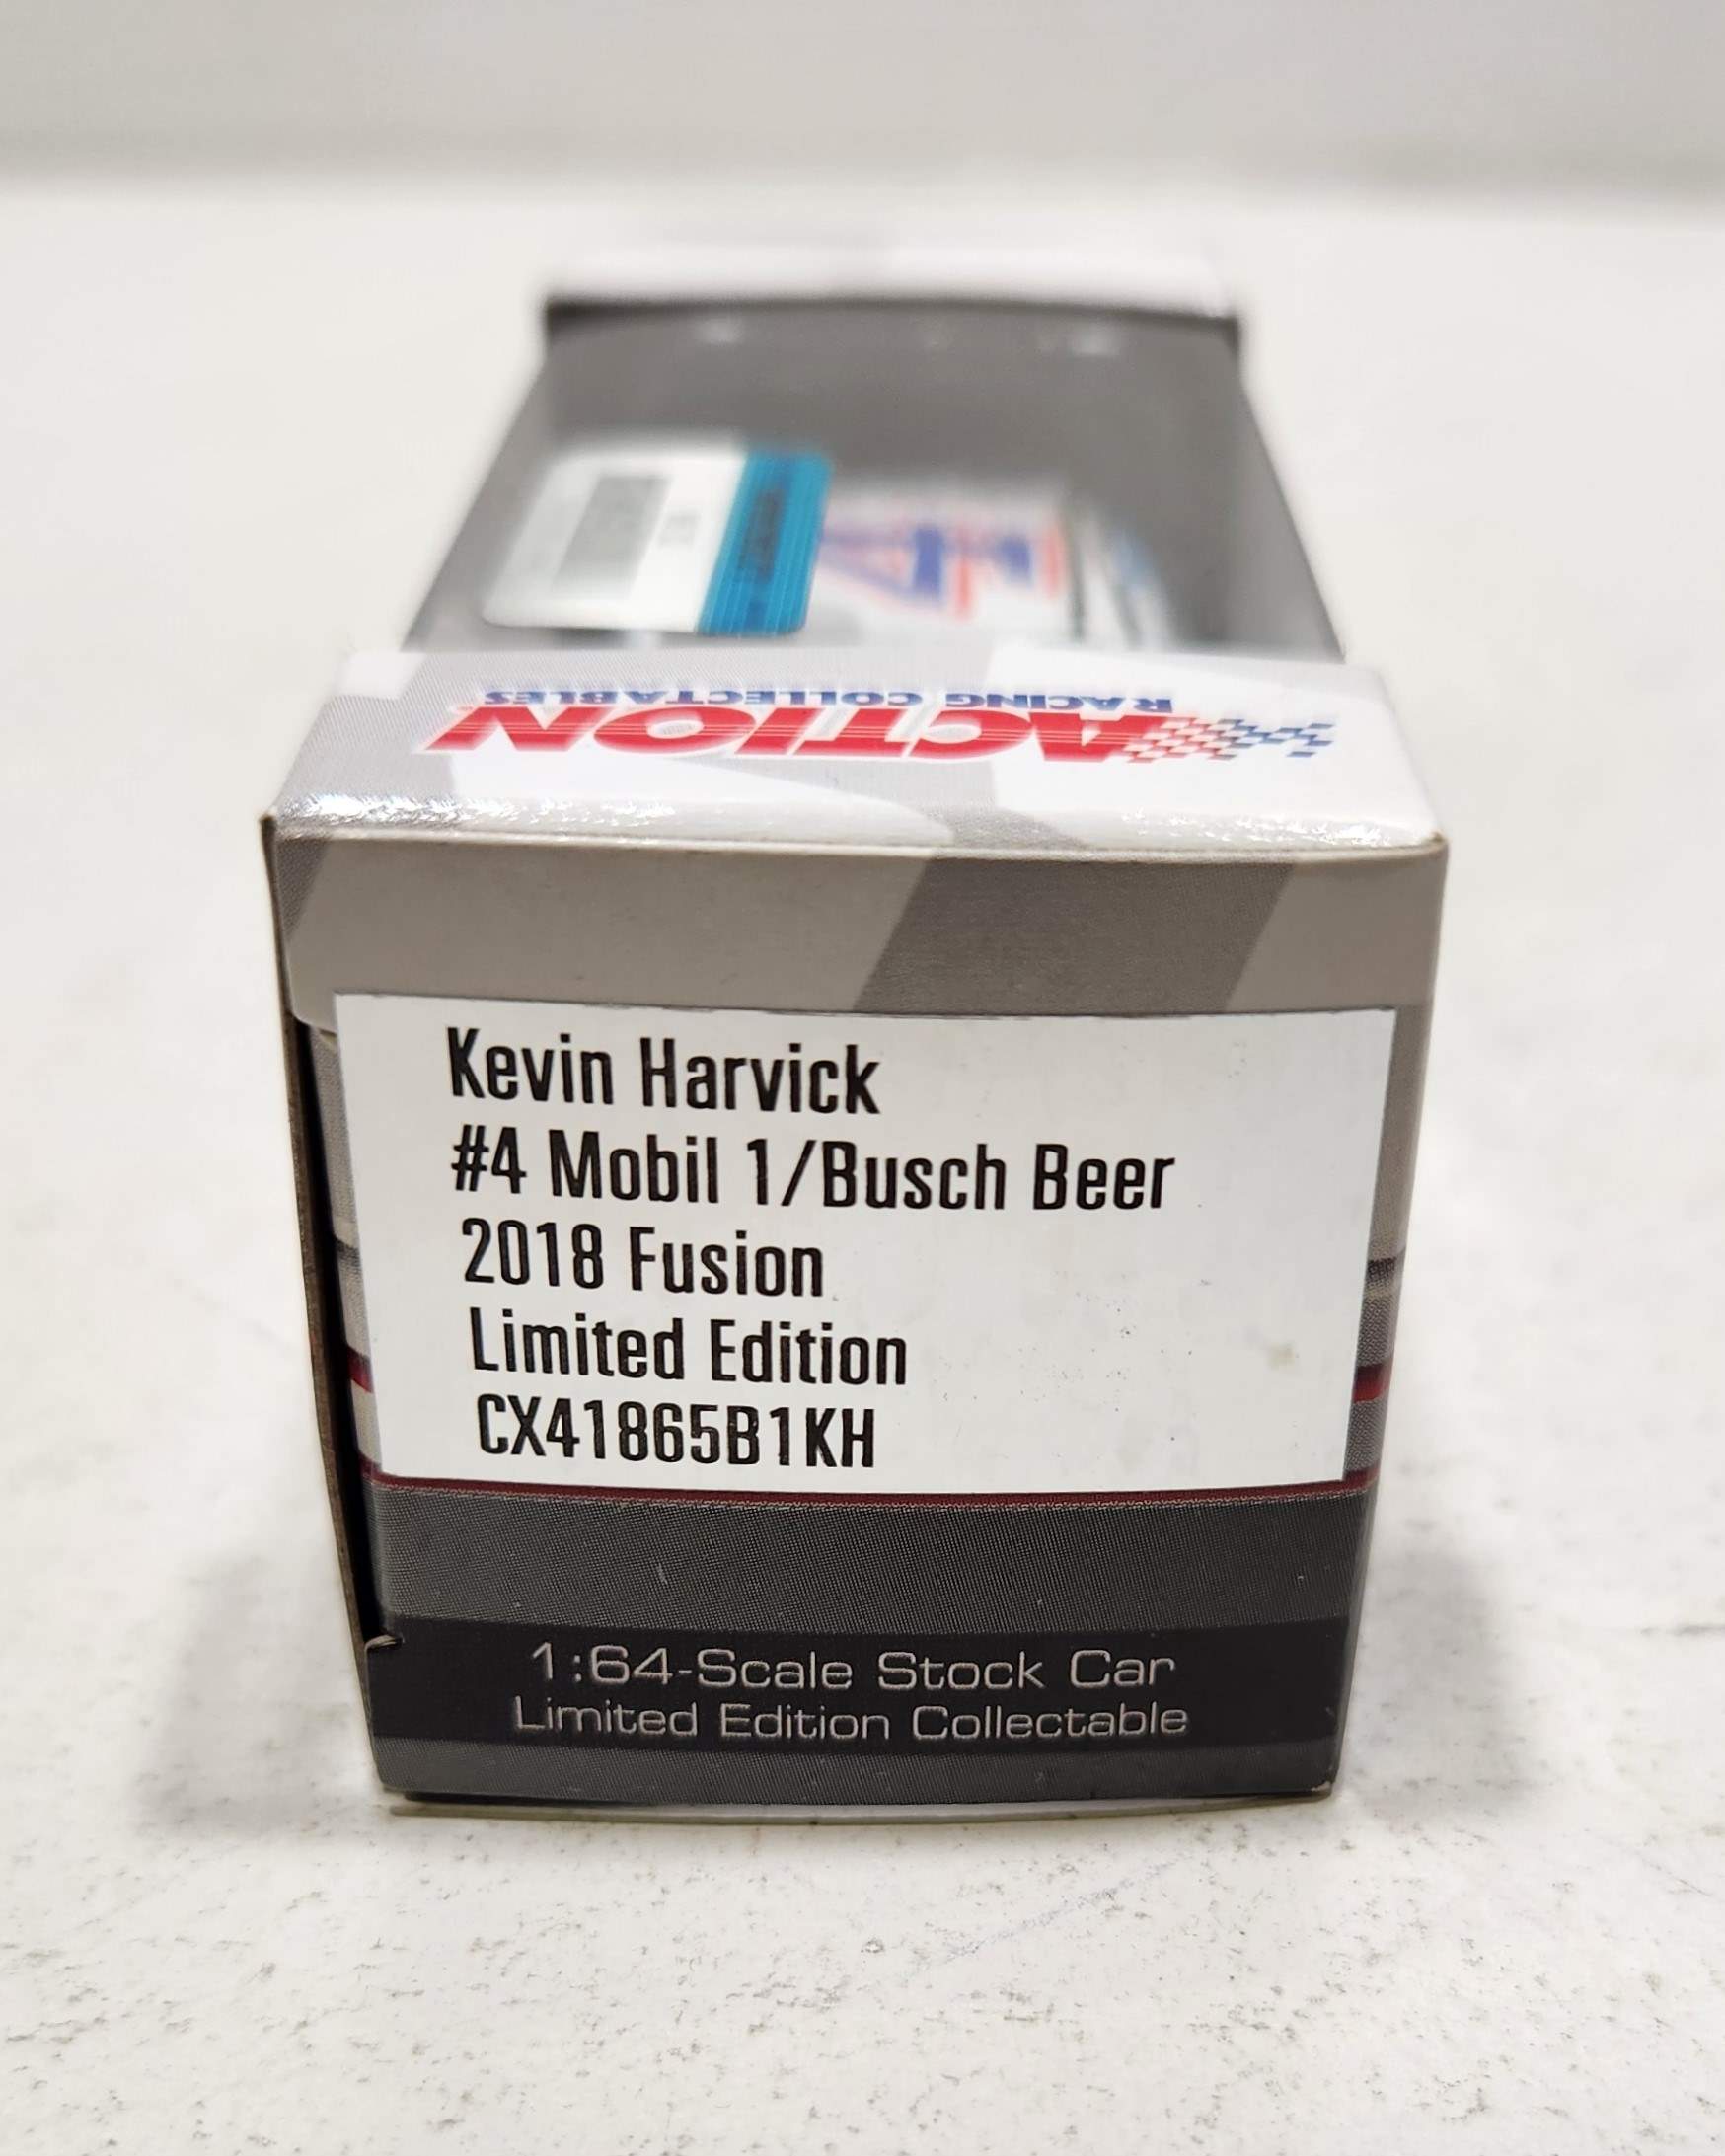 RACING COLLECTABLES
ACTION
Kevin Harvick
#4 Mobil 1/Busch Beer
2018 Fusion
Limited Edition
CX41865B1KH
1:64-Scale Stock Car
Limited Edition Collectable